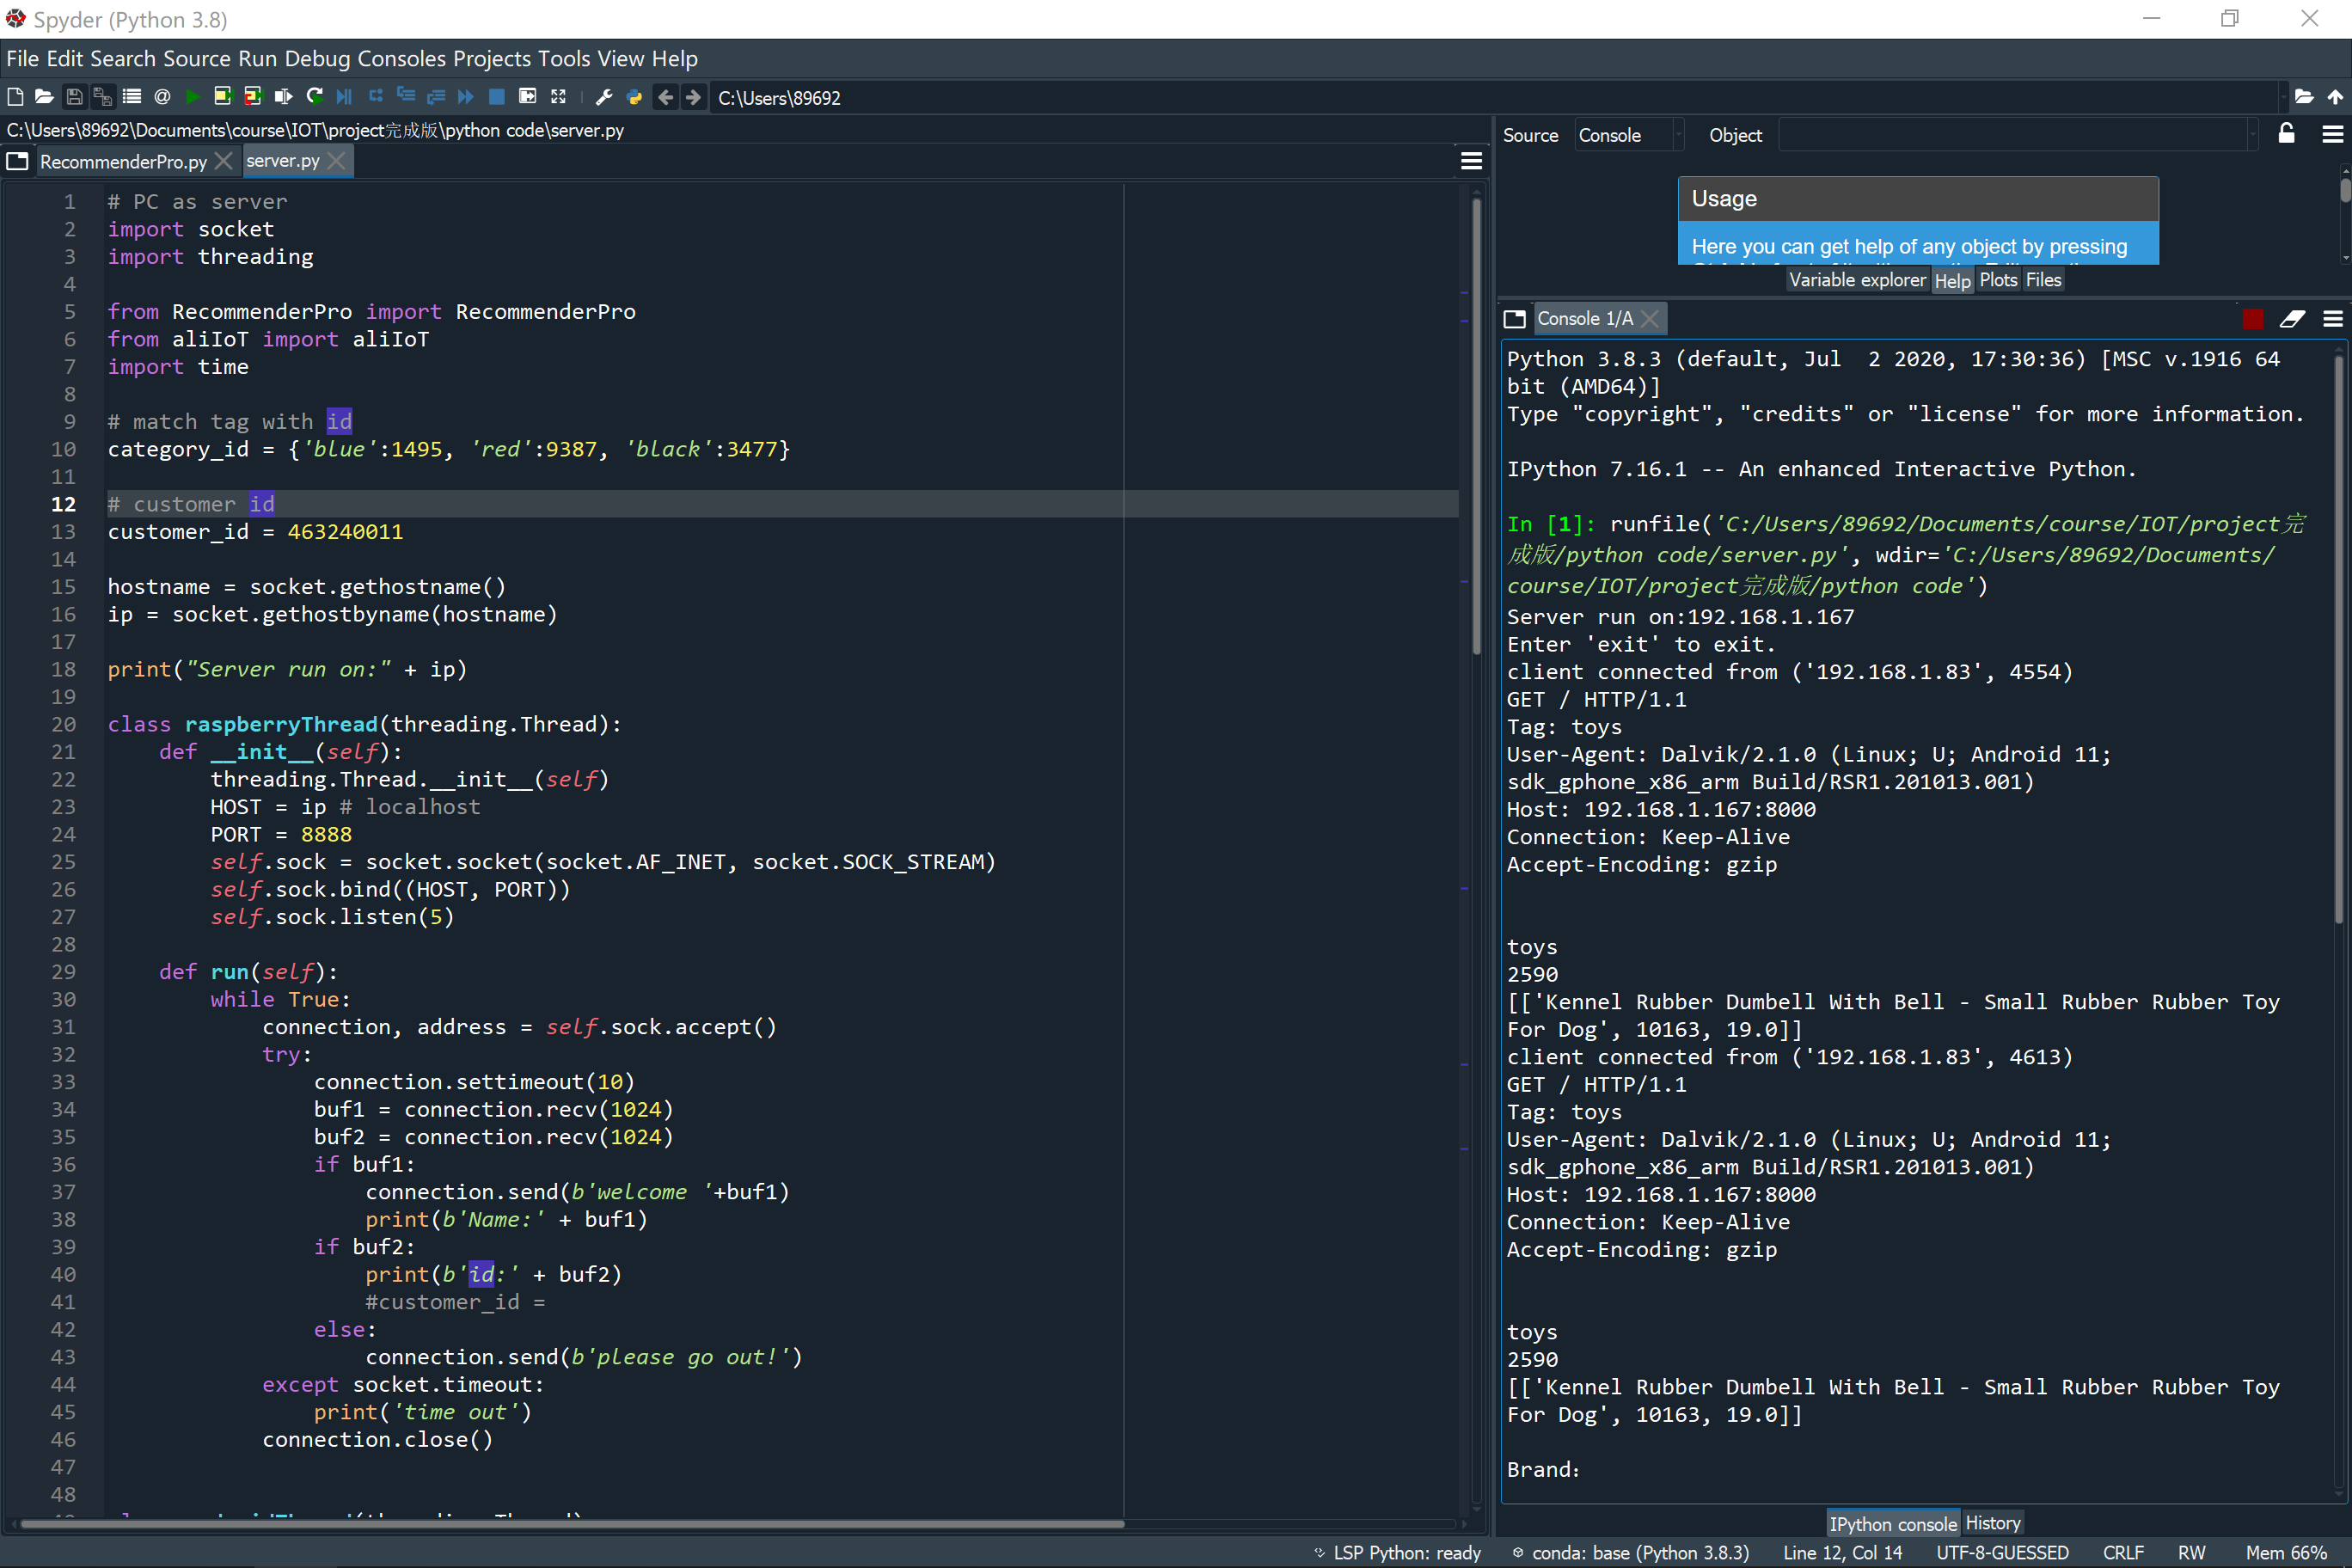 Spyder (Python 3.8)
File Edit Search Source Run Debug Consoles Projects Tools View Help
C:\Users\89692
C:\Users\89692\Documents\course\IOT\project完成版\python code\server.py
RecommenderPro.py
server.py
1 # PC as server
2 import socket
3 import threading
4
5 from RecommenderPro import RecommenderPro
6 from aliIoT import aliIoT
7 import time
8
9 # match tag with id
10 category_id = {'blue':1495, 'red':9387, 'black':3477}
11
12 # customer id
13 customer_id = 463240011
14
15 hostname = socket.gethostname()
16 ip = socket.gethostbyname(hostname)
17
18 print("Server run on:" + ip)
19
20 class raspberryThread(threading.Thread):
21     def __init__(self):
22         threading.Thread.__init__(self)
23         HOST = ip # localhost
24         PORT = 8888
25         self.sock = socket.socket(socket.AF_INET, socket.SOCK_STREAM)
26         self.sock.bind((HOST, PORT))
27         self.sock.listen(5)
28
29     def run(self):
30         while True:
31             connection, address = self.sock.accept()
32             try:
33                 connection.settimeout(10)
34                 buf1 = connection.recv(1024)
35                 buf2 = connection.recv(1024)
36                 if buf1:
37                     connection.send(b'welcome '+buf1)
38                     print(b'Name:' + buf1)
39                 if buf2:
40                     print(b'id:' + buf2)
41                     #customer_id =
42                 else:
43                     connection.send(b'please go out!')
44             except socket.timeout:
45                 print('time out')
46             connection.close()
47
48
Source Console Object
Usage
Here you can get help of any object by pressing
Variable explorer Help Plots Files
Console 1/A
Python 3.8.3 (default, Jul  2 2020, 17:30:36) [MSC v.1916 64
bit (AMD64)]
Type "copyright", "credits" or "license" for more information.
IPython 7.16.1 -- An enhanced Interactive Python.
In [1]: runfile('C:/Users/89692/Documents/course/IOT/project完
成版/python code/server.py', wdir='C:/Users/89692/Documents/
course/IOT/project完成版/python code')
Server run on:192.168.1.167
Enter 'exit' to exit.
client connected from ('192.168.1.83', 4554)
GET / HTTP/1.1
Tag: toys
User-Agent: Dalvik/2.1.0 (Linux; U; Android 11;
sdk_gphone_x86_arm Build/RSR1.201013.001)
Host: 192.168.1.167:8000
Connection: Keep-Alive
Accept-Encoding: gzip
toys
2590
[['Kennel Rubber Dumbell With Bell - Small Rubber Rubber Toy
For Dog', 10163, 19.0]]
client connected from ('192.168.1.83', 4613)
GET / HTTP/1.1
Tag: toys
User-Agent: Dalvik/2.1.0 (Linux; U; Android 11;
sdk_gphone_x86_arm Build/RSR1.201013.001)
Host: 192.168.1.167:8000
Connection: Keep-Alive
Accept-Encoding: gzip
toys
2590
[['Kennel Rubber Dumbell With Bell - Small Rubber Rubber Toy
For Dog', 10163, 19.0]]
Brand:
IPython console History
LSP Python: ready conda: base (Python 3.8.3) Line 12, Col 14 UTF-8-GUESSED CRLF RW Mem 66%